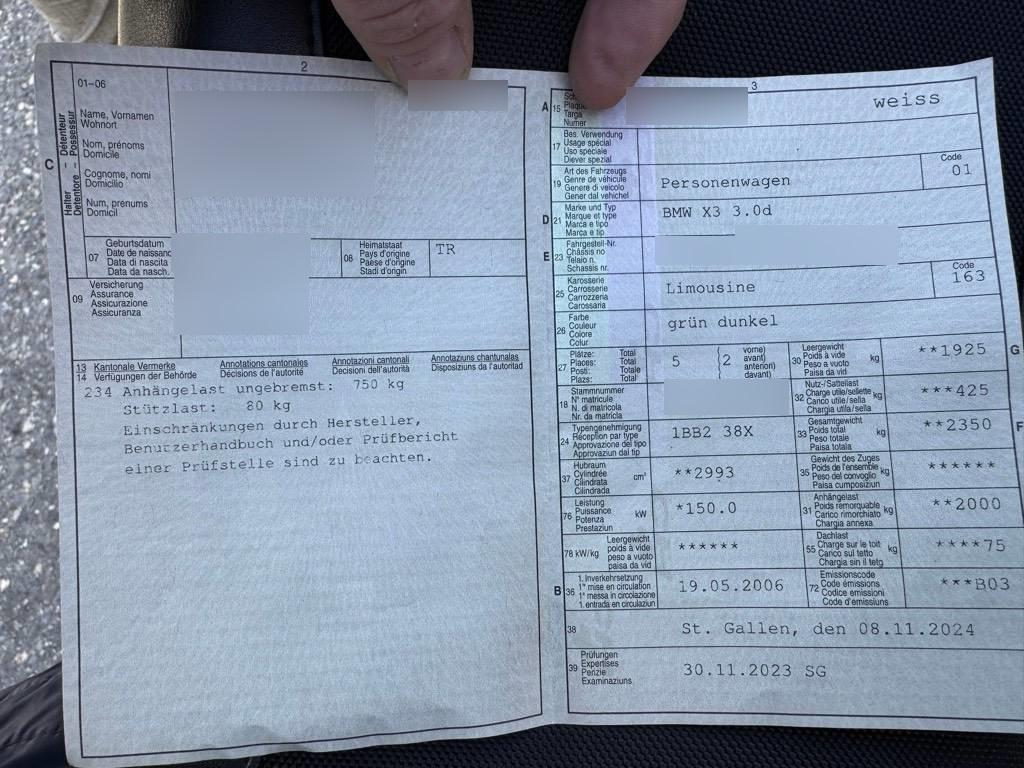 2
01-06
Name, Vornamen
Wohnort
Nom, prénoms
Domicile
Cognome, nomi
Domicilio
Num, prenums
Domicil
C
Halter – Détenteur
Detentore – Possessur
07
Geburtsdatum
Date de naissanc
Data di nascita
Data da nasch.
08
Heimatstaat
Pays d'origine
Paese d'origine
Stadi d'origin
TR
09
Versicherung
Assurance
Assicurazione
Assicuranza
13 Kantonale Vermerke Annotations cantonales Annotazioni cantonali Annotaziuns chantunalas
14 Verfügungen der Behörde Décisions de l'autorité Decisioni dell'autorità Disposiziuns da l'autoritad
234 Anhängelast ungebremst: 750 kg
Stützlast: 80 kg
Einschränkungen durch Hersteller,
Benutzerhandbuch und/oder Prüfbericht
einer Prüfstelle sind zu beachten.
3
A
15
Plaque
Targa
Numer
weiss
17
Bes. Verwendung
Usage spécial
Uso speciale
Diever spezial
19
Art des Fahrzeugs
Genre de véhicule
Genere di veicolo
Gener dal vehichel
Personenwagen
Code
01
D
21
Marke und Typ
Marque et type
Marca e tipo
Marca e tip
BMW X3 3.0d
E
23
Fahrgestell-Nr.
Châssis no
Telaio n.
Schassis nr.
25
Karosserie
Carrosserie
Carrozzeria
Carossaria
Limousine
Code
163
26
Farbe
Couleur
Colore
Colur
grün dunkel
27
Plätze: Total
Places: Total
Posti: Totale
Plazs: Total
5
(2
vorne)
avant)
anteriori)
davant)
30
Leergewicht
Poids à vide
Peso a vuoto
Paisa da vid
kg
**1925
G
18
Stammnummer
N° matricule
N. di matricola
Nr. da matricla
32
Nutz-/Sattellast
Charge utile/sellette
Carico utile/sella
Chargia utila/sella
kg
***425
24
Typengenehmigung
Réception par type
Approvazione del tipo
Approvaziun dal tip
1BB2 38X
33
Gesamtgewicht
Poids total
Peso totale
Paisa totala
kg
**2350
F
37
Hubraum
Cylindrée
Cilindrata
Cilindrada
cm³
**2993
35
Gewicht des Zuges
Poids de l'ensemble
Peso del convoglio
Paisa cumposiziun
kg
******
76
Leistung
Puissance
Potenza
Prestaziun
kW
*150.0
31
Anhängelast
Poids remorquable
Carico rimorchiato
Chargia annexa
kg
**2000
78 kW/kg
Leergewicht
poids à vide
peso a vuoto
paisa da vid
******
55
Dachlast
Charge sur le toit
Carico sul tetto
Chargia sin il tetg
kg
****75
B
36
1. Inverkehrsetzung
1re mise en circulation
1a messa in circolazione
1. entrada en circulaziun
19.05.2006
72
Emissionscode
Code émissions
Codice emissioni
Code d'emissiuns
***B03
38
St. Gallen, den 08.11.2024
39
Prüfungen
Expertises
Perizie
Examinaziuns
30.11.2023 SG